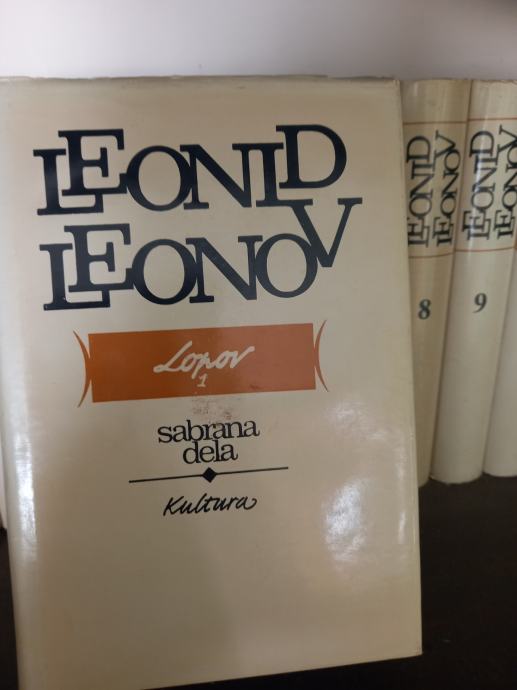 LEONID
LEONOV
Lopov
1
sabrana
dela
Kultura
LEONID
LEONOV
8
LEONID
LEONOV
9